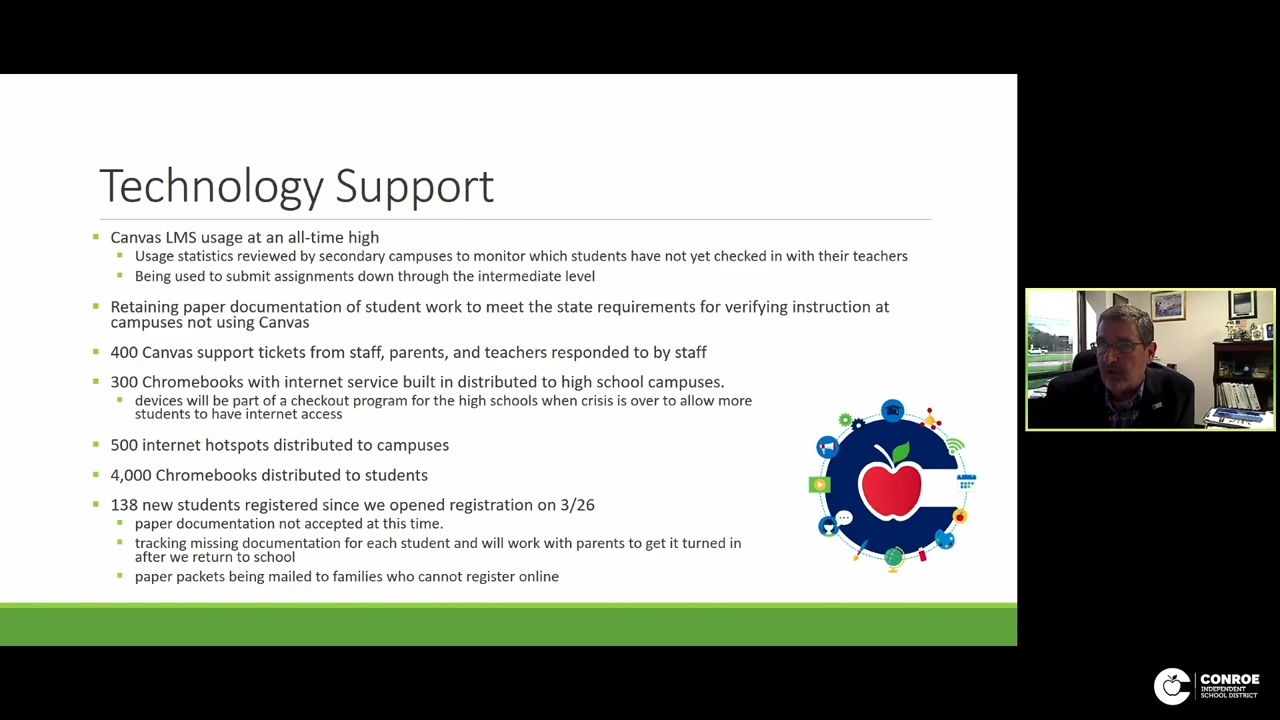 Technology Support
Canvas LMS usage at an all-time high
Usage statistics reviewed by secondary campuses to monitor which students have not yet checked in with their teachers
Being used to submit assignments down through the intermediate level
Retaining paper documentation of student work to meet the state requirements for verifying instruction at
campuses not using Canvas
400 Canvas support tickets from staff, parents, and teachers responded to by staff
300 Chromebooks with internet service built in distributed to high school campuses.
devices will be part of a checkout program for the high schools when crisis is over to allow more
students to have internet access
500 internet hotspots distributed to campuses
4,000 Chromebooks distributed to students
138 new students registered since we opened registration on 3/26
paper documentation not accepted at this time.
tracking missing documentation for each student and will work with parents to get it turned in
after we return to school
paper packets being mailed to families who cannot register online
CONROE
INDEPENDENT
SCHOOL DISTRICT